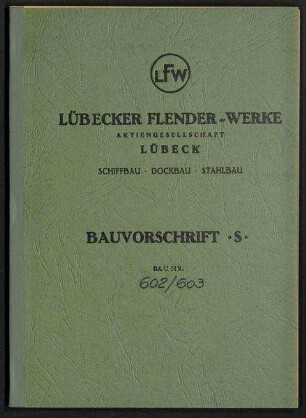 LFW
LÜBECKER FLENDER-WERKE
AKTIENGESELLSCHAFT
LÜBECK
SCHIFFBAU · DOCKBAU · STAHLBAU
BAUVORSCHRIFT ·S·
BAU NR.
602/603